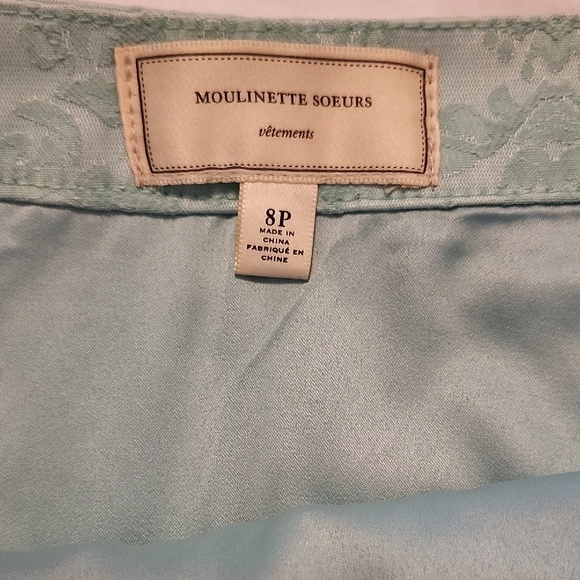 MOULINETTE SOEURS
vêtements
8P
MADE IN
CHINA
FABRIQUÉ EN
CHINE